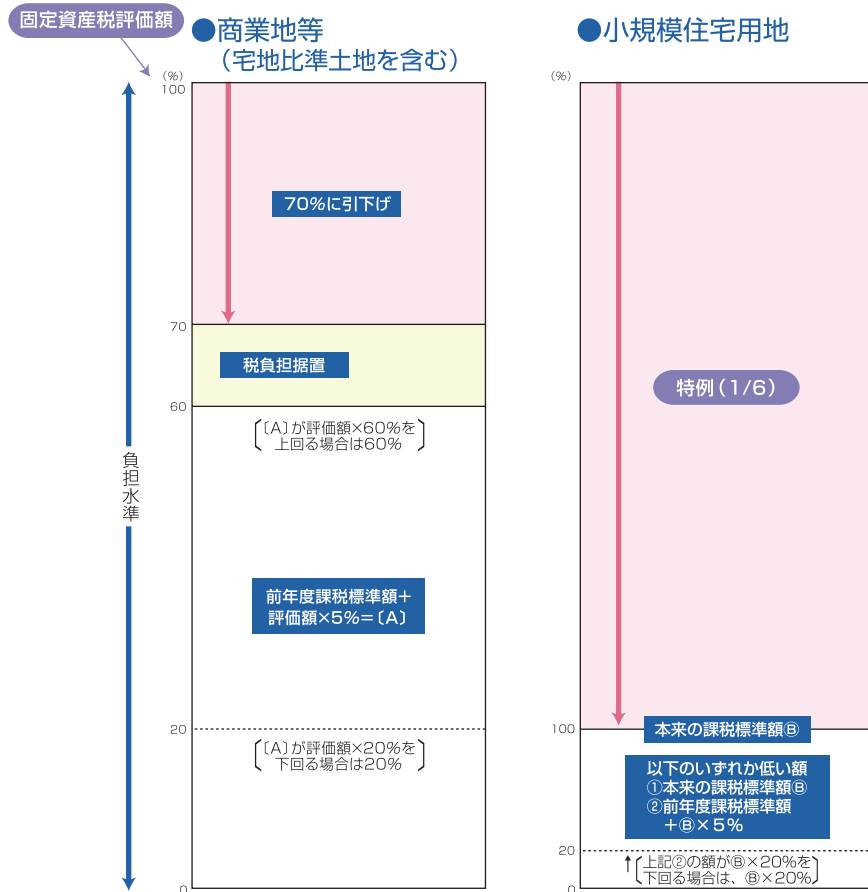 固定資産税評価額
●商業地等
（宅地比準土地を含む）
(%)
100
70%に引下げ
70
税負担据置
60
〔〔A〕が評価額×60%を
上回る場合は60%〕
負担水準
前年度課税標準額＋
評価額×5%＝〔A〕
20
〔〔A〕が評価額×20%を
下回る場合は20%〕
0
●小規模住宅用地
(%)
特例（1/6）
100
本来の課税標準額Ⓑ
以下のいずれか低い額
①本来の課税標準額Ⓑ
②前年度課税標準額
＋Ⓑ×5%
20
↑〔上記②の額がⒷ×20%を
下回る場合は、Ⓑ×20%〕
0